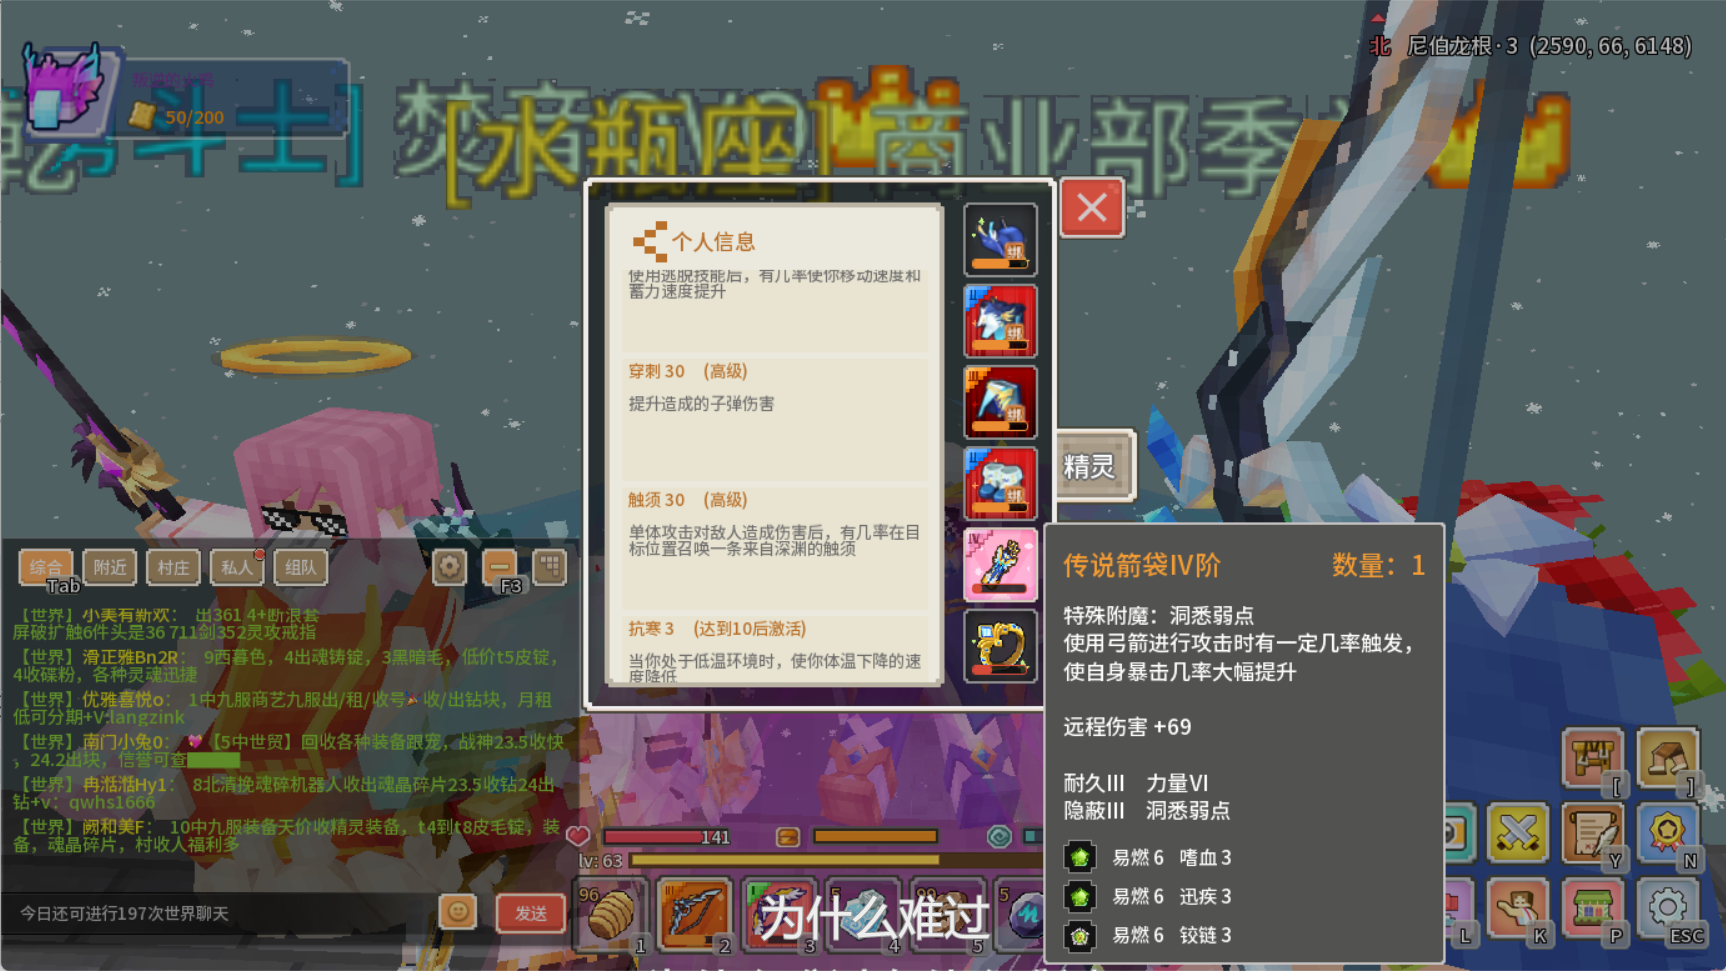 北 尼伯龙根·3 (2590, 66, 6148)
50/200
斗士]
[水瓶座]
商业部季
个人信息
使用逃脱技能后，有几率使你移动速度和
蓄力速度提升
穿刺 30 (高级)
提升造成的子弹伤害
触须 30 (高级)
单体攻击对敌人造成伤害后，有几率在目
标位置召唤一条来自深渊的触须
抗寒 3 (达到10后激活)
当你处于低温环境时，使你体温下降的速
度降低
精灵
传说箭袋IV阶 数量：1
特殊附魔：洞悉弱点
使用弓箭进行攻击时有一定几率触发，
使自身暴击几率大幅提升
远程伤害 +69
耐久III 力量VI
隐蔽III 洞悉弱点
易燃 6 嗜血 3
易燃 6 迅疾 3
易燃 6 铰链 3
综合 附近 村庄 私人 组队
Tab
F3
【世界】小美有新欢： 出361 4+断浪套
屏破扩触6件头是36 711剑352灵攻戒指
【世界】滑正雅Bn2R： 9西暮色，4出魂铸锭，3黑暗毛，低价t5皮锭，
4收碟粉，各种灵魂迅捷
【世界】优雅喜悦o： 1中九服商艺九服出/租/收号 收/出钻块，月租
低可分期+V:langzink
【世界】南门小兔0： 【5中世贸】回收各种装备跟宠，战神23.5收快
，24.2出块，信誉可查
【世界】冉湉湉Hy1： 8北清挽魂碎机器人收出魂晶碎片23.5收钻24出
钻+v：qwhs1666
【世界】阙和美F： 10中九服装备天价收精灵装备，t4到t8皮毛锭，装
备，魂晶碎片，村收人福利多
今日还可进行197次世界聊天
发送
141
lv: 63
96
1
2
3
5
4
99
5
5
为什么难过
[
]
Y
N
L
K
P
ESC